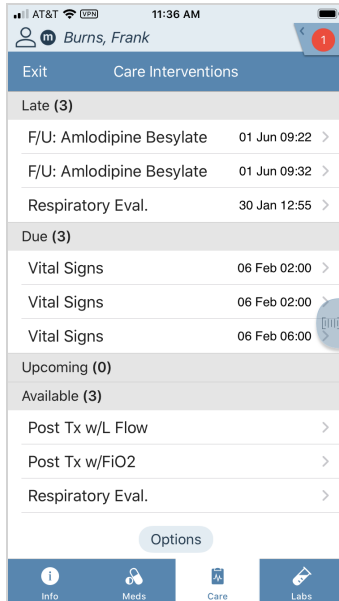 AT&T VPN 11:36 AM
m Burns, Frank 1
Exit Care Interventions
Late (3)
F/U: Amlodipine Besylate 01 Jun 09:22
F/U: Amlodipine Besylate 01 Jun 09:32
Respiratory Eval. 30 Jan 12:55
Due (3)
Vital Signs 06 Feb 02:00
Vital Signs 06 Feb 02:00
Vital Signs 06 Feb 06:00
Upcoming (0)
Available (3)
Post Tx w/L Flow
Post Tx w/FiO2
Respiratory Eval.
Options
Info Meds Care Labs